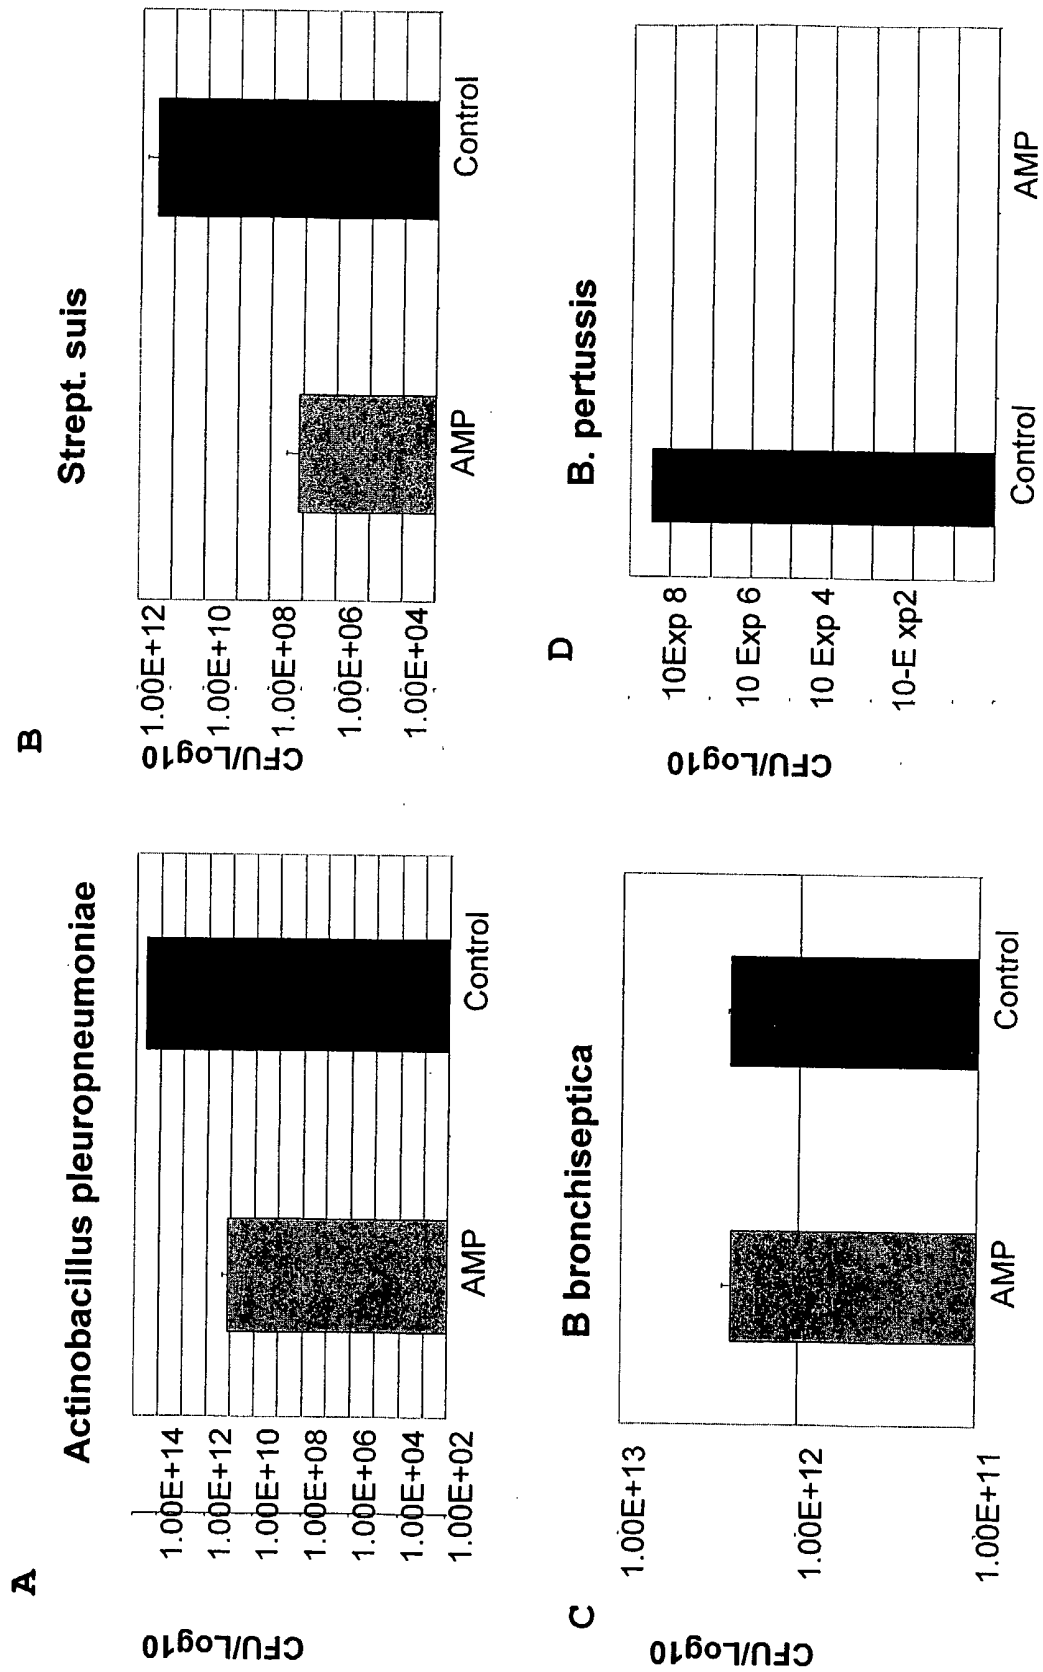 A
Actinobacillus pleuropneumoniae
CFU/Log10
1.00E+14
1.00E+12
1.00E+10
1.00E+08
1.00E+06
1.00E+04
1.00E+02
AMP
Control
B
Strept. suis
CFU/Log10
1.00E+12
1.00E+10
1.00E+08
1.00E+06
1.00E+04
AMP
Control
C
B bronchiseptica
CFU/Log10
1.00E+13
1.00E+12
1.00E+11
AMP
Control
D
B. pertussis
CFU/Log10
10Exp 8
10 Exp 6
10 Exp 4
10-E xp2
Control
AMP